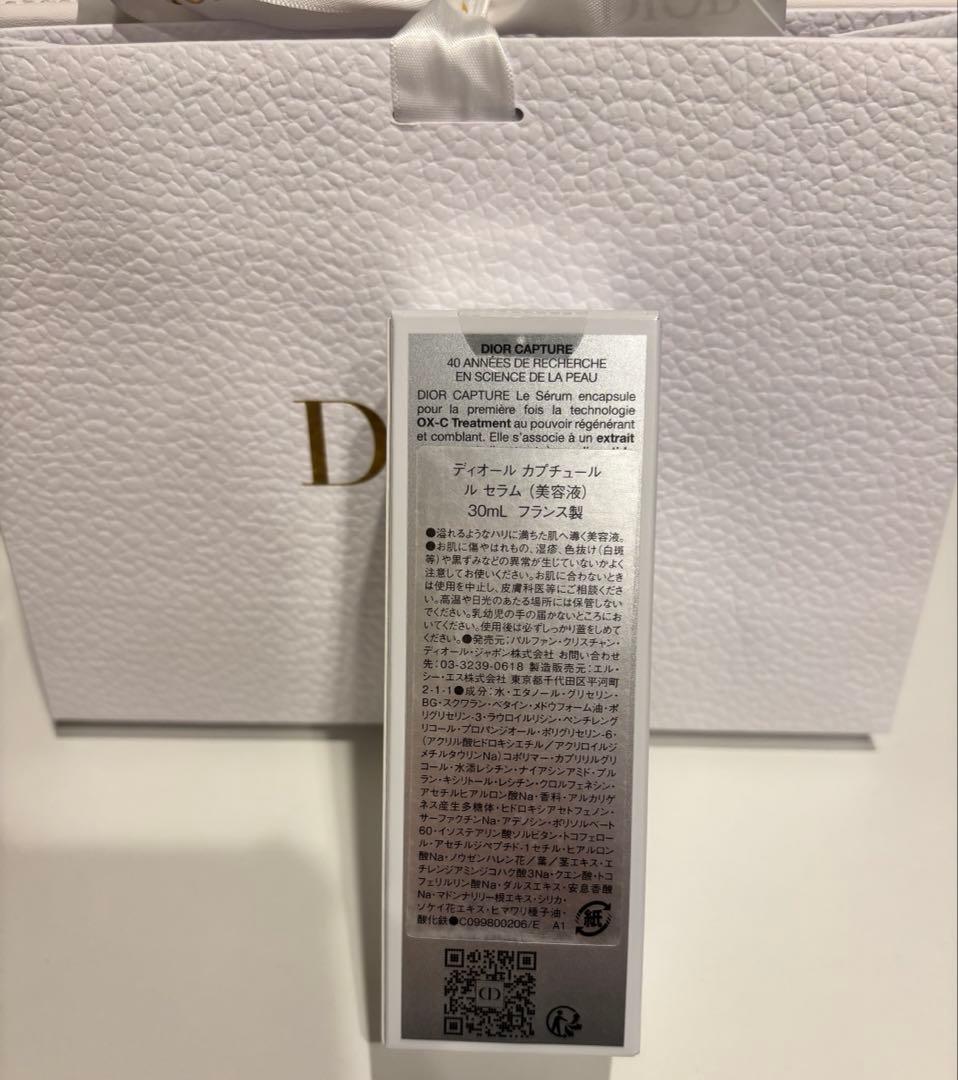 DIOR
D
DIOR CAPTURE
40 ANNÉES DE RECHERCHE
EN SCIENCE DE LA PEAU
DIOR CAPTURE Le Sérum encapsule
pour la première fois la technologie
OX-C Treatment au pouvoir régénérant
et comblant. Elle s'associe à un extrait
ディオール カプチュール
ル セラム (美容液)
30mL フランス製
●溢れるようなハリに満ちた肌へ導く美容液。
●お肌に傷やはれもの、湿疹、色抜け(白斑
等)や黒ずみなどの異常が生じていないかよく
注意してお使いください。お肌に合わないとき
は使用を中止し、皮膚科医等にご相談くださ
い。高温や日光のあたる場所には保管しない
でください。乳幼児の手の届かないところにお
いてください。使用後は必ずしっかり蓋をしめて
ください。●発売元:パルファン・クリスチャン・
ディオール・ジャポン株式会社 お問い合わせ
先:03-3239-0618 製造販売元:エル・
シー・エス株式会社 東京都千代田区平河町
2-1-1●成分:水・エタノール・グリセリン・
BG・スクワラン・ベタイン・メドウフォーム油・ポ
リグリセリン-3・ラウロイルリシン・ペンチレング
リコール・プロパンジオール・ポリグリセリン-6・
(アクリル酸ヒドロキシエチル/アクリロイルジ
メチルタウリンNa)コポリマー・カプリリルグリ
コール・水添レシチン・ナイアシンアミド・プル
ラン・キシリトール・レシチン・クロルフェネシン・
アセチルヒアルロン酸Na・香料・アルカリゲ
ネス産生多糖体・ヒドロキシアセトフェノン・
サーファクチンNa・アデノシン・ポリソルベート
60・イソステアリン酸ソルビタン・トコフェロー
ル・アセチルジペプチド-1セチル・ヒアルロン
酸Na・ノウゼンハレン花/葉/茎エキス・エ
チレンジアミンジコハク酸3Na・クエン酸・トコ
フェリルリン酸Na・ダルスエキス・安息香酸
Na・マドンナリリー根エキス・シリカ・
ソケイ花エキス・ヒマワリ種子油・
酸化鉄●C099800206/E A1
紙
CD